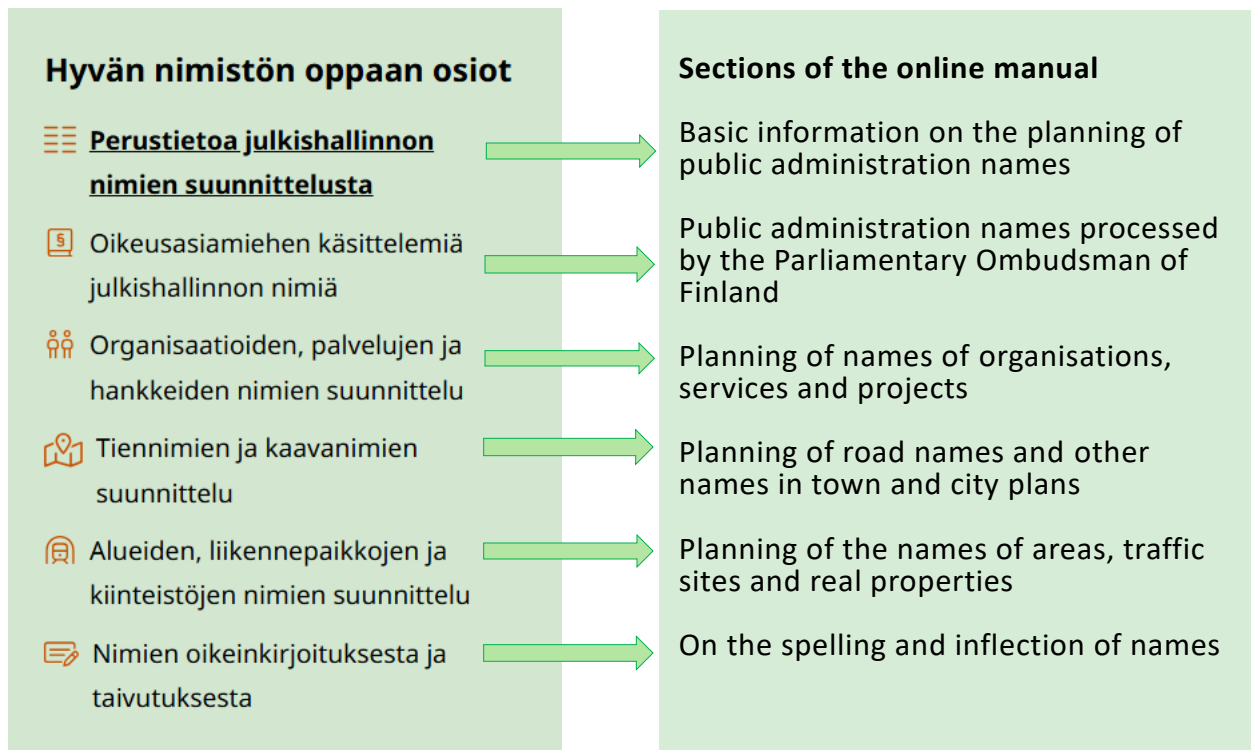 Hyvän nimistön oppaan osiot
Perustietoa julkishallinnon
nimien suunnittelusta
§
Oikeusasiamiehen käsittelemiä
julkishallinnon nimiä
Organisaatioiden, palvelujen ja
hankkeiden nimien suunnittelu
Tiennimien ja kaavanimien
suunnittelu
Alueiden, liikennepaikkojen ja
kiinteistöjen nimien suunnittelu
Nimien oikeinkirjoituksesta ja
taivutuksesta
Sections of the online manual
Basic information on the planning of
public administration names
Public administration names processed
by the Parliamentary Ombudsman of
Finland
Planning of names of organisations,
services and projects
Planning of road names and other
names in town and city plans
Planning of the names of areas, traffic
sites and real properties
On the spelling and inflection of names